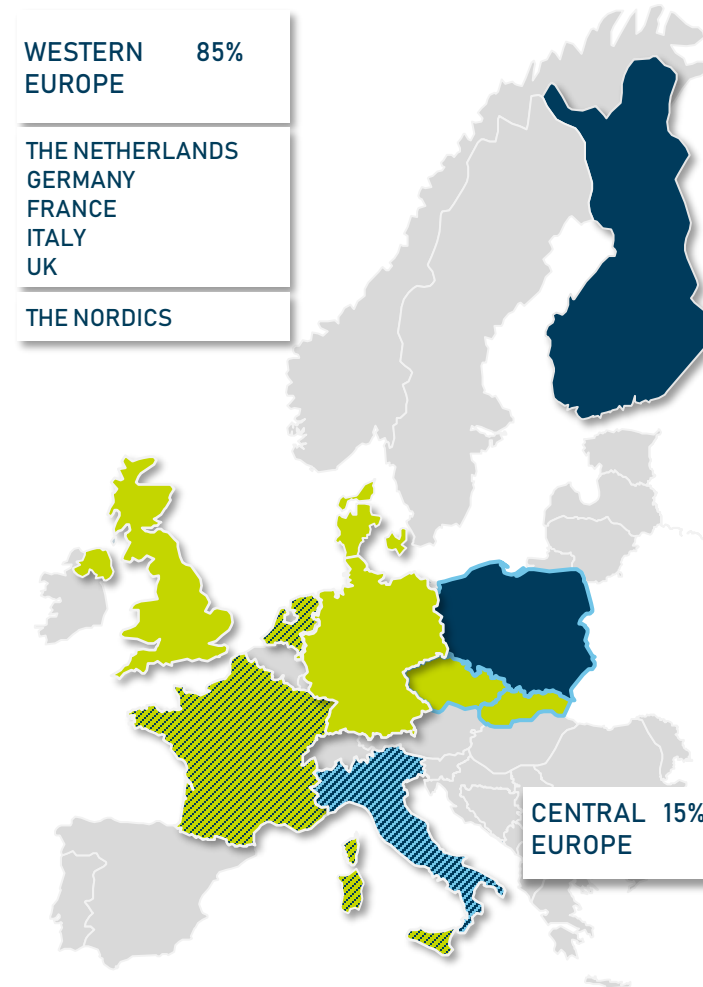 WESTERN 85%
EUROPE
THE NETHERLANDS
GERMANY
FRANCE
ITALY
UK
THE NORDICS
CENTRAL 15%
EUROPE